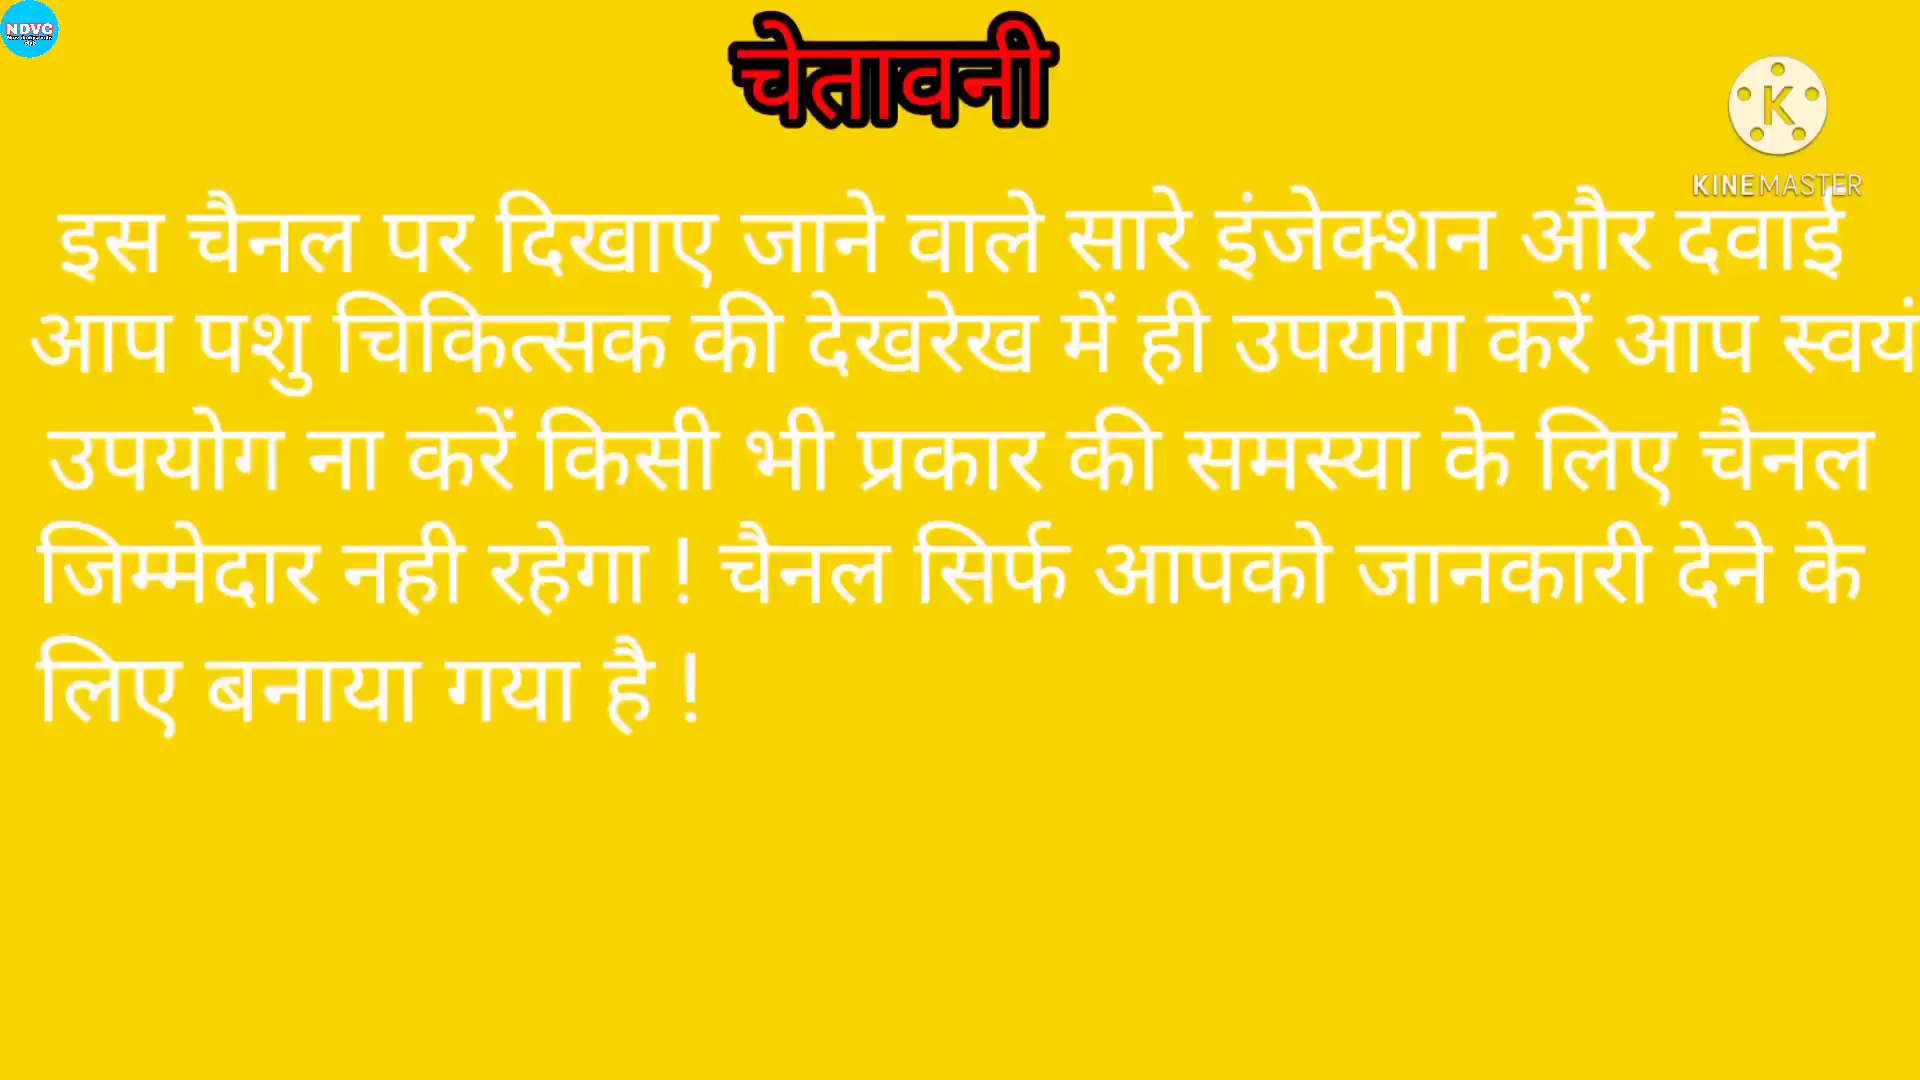 NDVC
चेतावनी
KINEMASTER
इस चैनल पर दिखाए जाने वाले सारे इंजेक्शन और दवाई
आप पशु चिकित्सक की देखरेख में ही उपयोग करें आप स्वयं
उपयोग ना करें किसी भी प्रकार की समस्या के लिए चैनल
जिम्मेदार नही रहेगा ! चैनल सिर्फ आपको जानकारी देने के
लिए बनाया गया है !